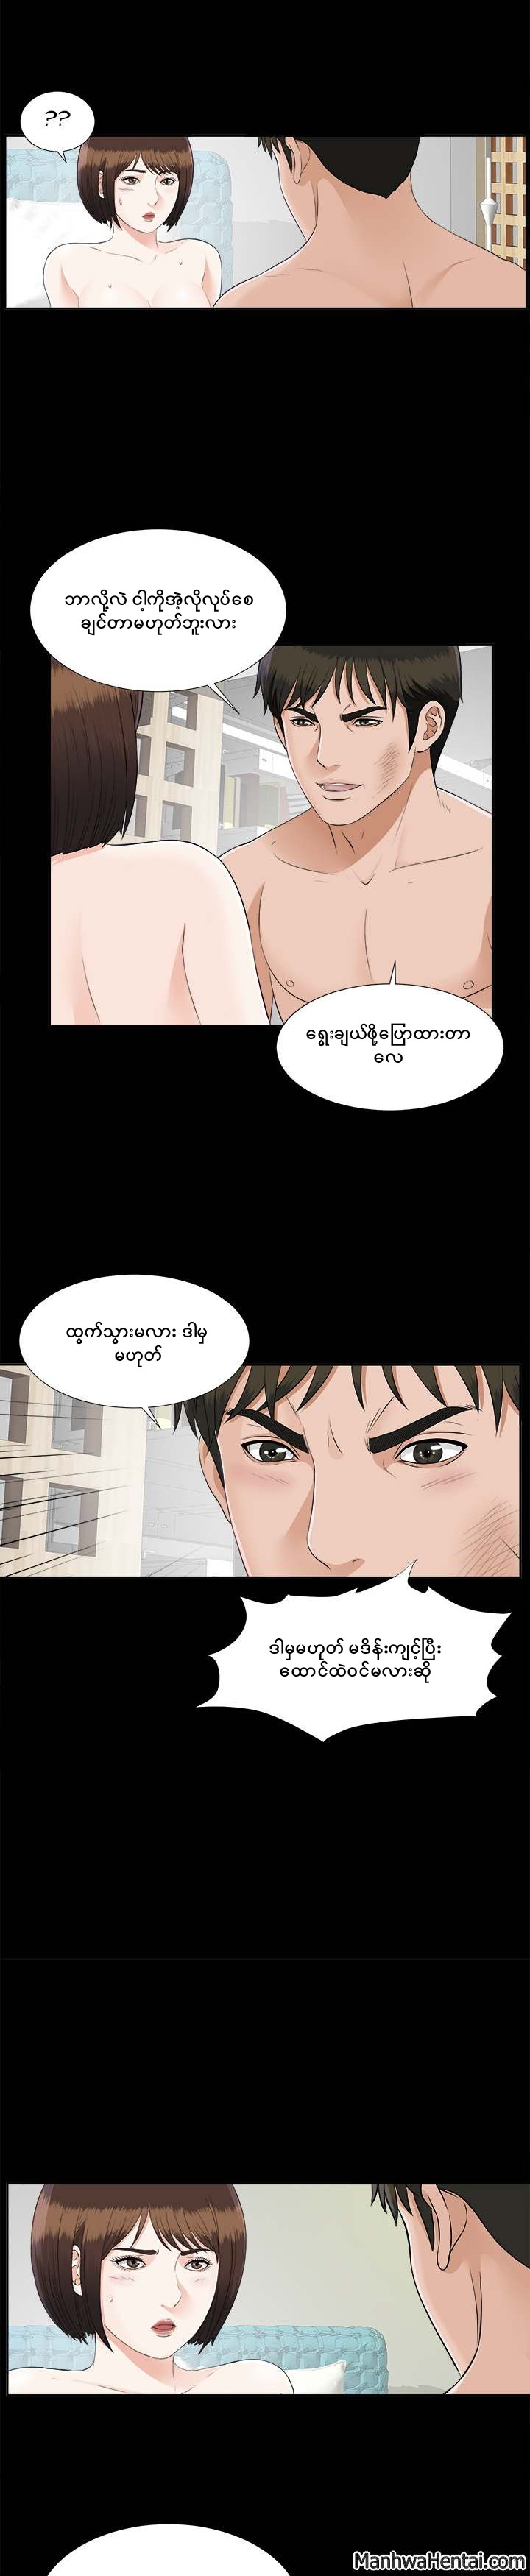 ??
ဘာလို့လဲ ငါ့ကိုအဲ့လိုလုပ်စေ
ချင်တာမဟုတ်ဘူးလား
ရွေးချယ်ဖို့ပြောထားတာ
လေ
ထွက်သွားမလား ဒါမှ
မဟုတ်
ဒါမှမဟုတ် မဒိန်းကျင့်ပြီး
ထောင်ထဲဝင်မလားဆို
ManhwaHentai.com